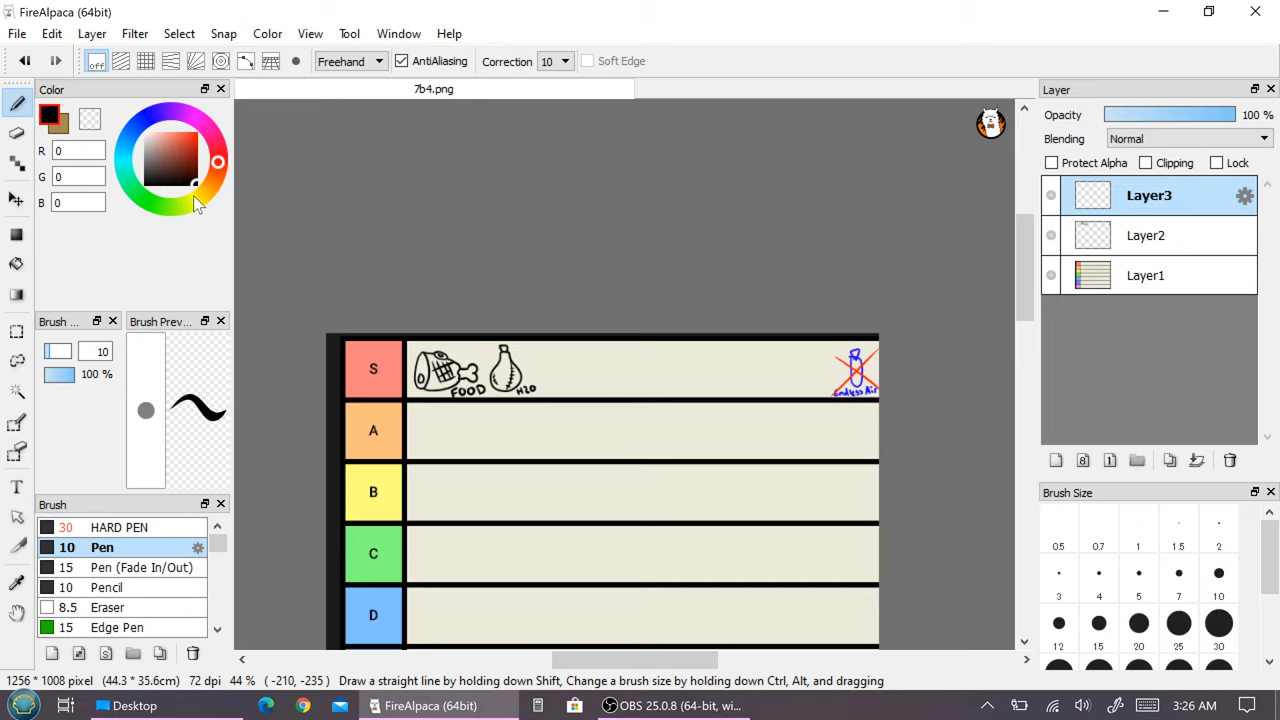 FireAlpaca (64bit)
File Edit Layer Filter Select Snap Color View Tool Window Help
off Freehand AntiAliasing Correction 10 Soft Edge
Color
7b4.png
Layer
R 0
G 0
B 0
Opacity 100 %
Blending Normal
Protect Alpha Clipping Lock
Layer3
Layer2
Layer1
Brush ... Brush Prev...
10
100 %
S FOOD H2O Endless Air
A
B
C
D
8 1
Brush
30 HARD PEN
10 Pen
15 Pen (Fade In/Out)
10 Pencil
8.5 Eraser
15 Edge Pen
Brush Size
0.5 0.7 1 1.5 2
3 4 5 7 10
12 15 20 25 30
1256 * 1008 pixel (44.3 * 35.6cm) 72 dpi 44 % (-210, -235) Draw a straight line by holding down Shift, Change a brush size by holding down Ctrl, Alt, and dragging
Desktop FireAlpaca (64bit) OBS 25.0.8 (64-bit, wi... 3:26 AM